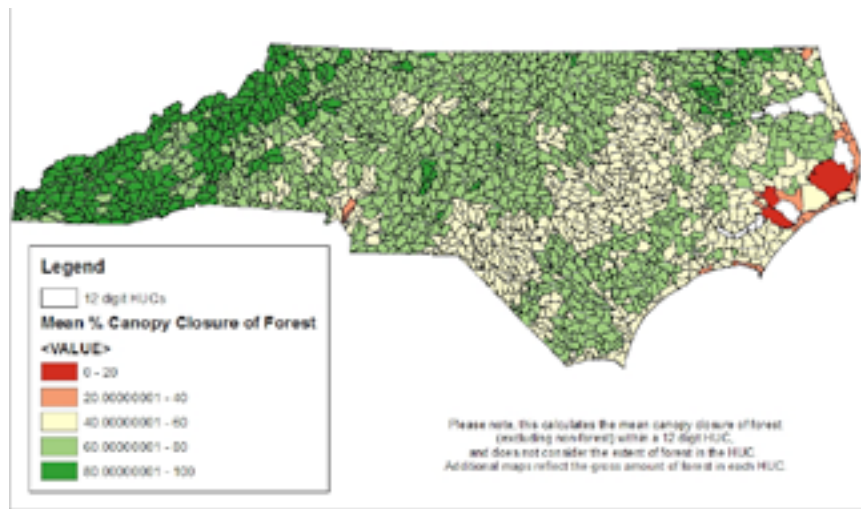 Legend
12 digit HUCs
Mean % Canopy Closure of Forest
<VALUE>
0 - 20
20.00000001 - 40
40.00000001 - 60
60.00000001 - 80
80.00000001 - 100
Please note, this calculates the mean canopy closure of forest
(excluding non-forest) within a 12 digit HUC,
and does not consider the extent of forest in the HUC.
Additional maps reflect the gross amount of forest in each HUC.